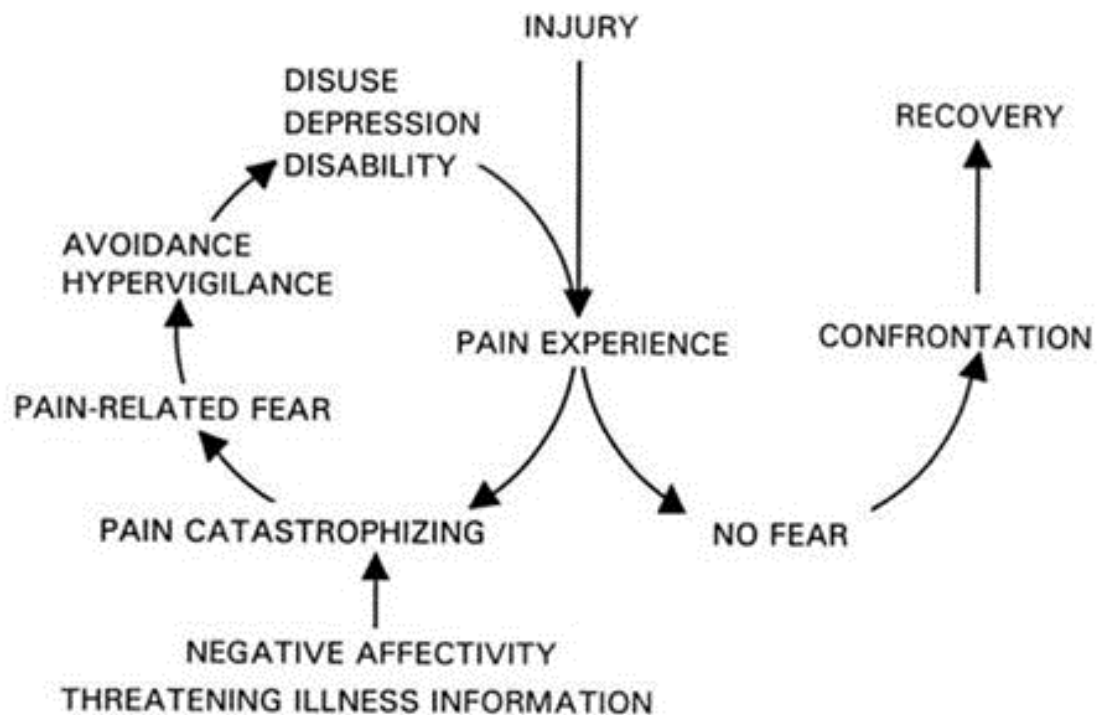 INJURY
DISUSE
DEPRESSION
DISABILITY
RECOVERY
AVOIDANCE
HYPERVIGILANCE
PAIN EXPERIENCE
CONFRONTATION
PAIN-RELATED FEAR
PAIN CATASTROPHIZING
NO FEAR
NEGATIVE AFFECTIVITY
THREATENING ILLNESS INFORMATION